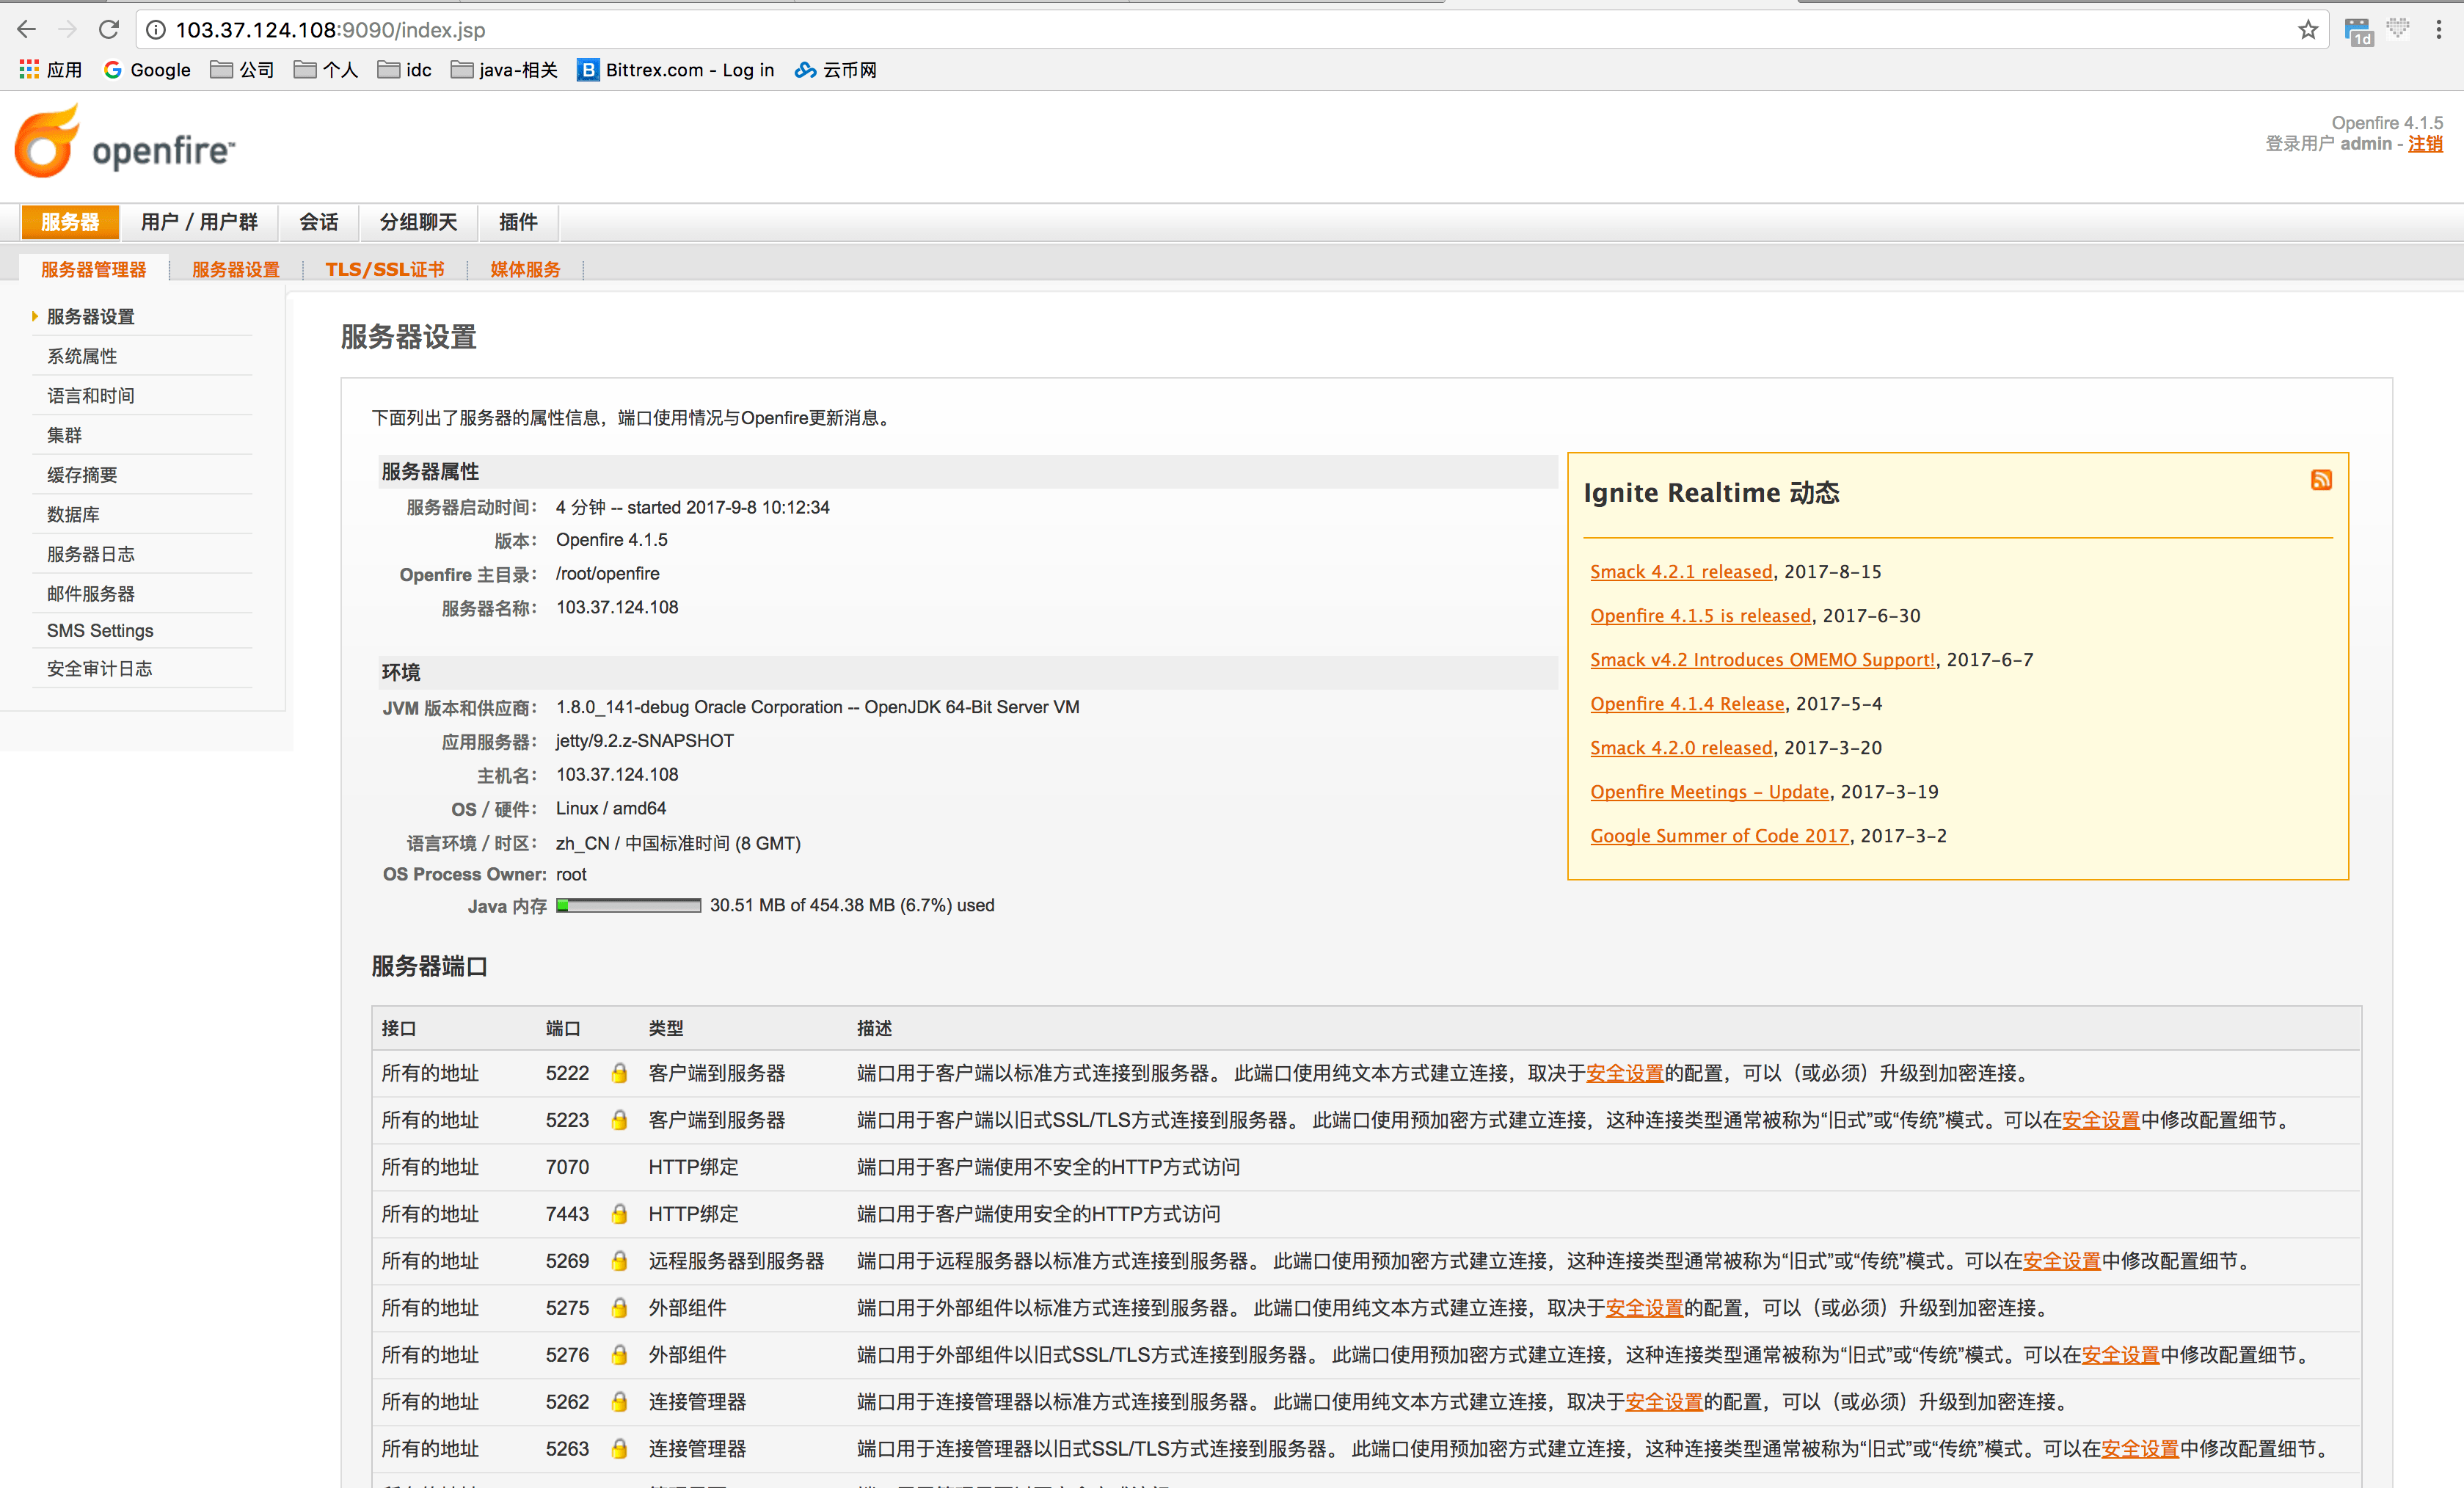 103.37.124.108:9090/index.jsp
1d
应用 Google 公司 个人 idc java-相关 Bittrex.com - Log in 云币网
openfire™
Openfire 4.1.5
登录用户 admin - 注销
服务器 用户 / 用户群 会话 分组聊天 插件
服务器管理器 服务器设置 TLS/SSL证书 媒体服务
服务器设置
系统属性
语言和时间
集群
缓存摘要
数据库
服务器日志
邮件服务器
SMS Settings
安全审计日志
服务器设置
下面列出了服务器的属性信息，端口使用情况与Openfire更新消息。
服务器属性
服务器启动时间： 4 分钟 -- started 2017-9-8 10:12:34
版本： Openfire 4.1.5
Openfire 主目录： /root/openfire
服务器名称： 103.37.124.108
环境
JVM 版本和供应商： 1.8.0_141-debug Oracle Corporation -- OpenJDK 64-Bit Server VM
应用服务器： jetty/9.2.z-SNAPSHOT
主机名： 103.37.124.108
OS / 硬件： Linux / amd64
语言环境 / 时区： zh_CN / 中国标准时间 (8 GMT)
OS Process Owner: root
Java 内存 30.51 MB of 454.38 MB (6.7%) used
Ignite Realtime 动态
Smack 4.2.1 released, 2017-8-15
Openfire 4.1.5 is released, 2017-6-30
Smack v4.2 Introduces OMEMO Support!, 2017-6-7
Openfire 4.1.4 Release, 2017-5-4
Smack 4.2.0 released, 2017-3-20
Openfire Meetings – Update, 2017-3-19
Google Summer of Code 2017, 2017-3-2
服务器端口
接口 端口 类型 描述
所有的地址 5222 客户端到服务器 端口用于客户端以标准方式连接到服务器。 此端口使用纯文本方式建立连接，取决于安全设置的配置，可以（或必须）升级到加密连接。
所有的地址 5223 客户端到服务器 端口用于客户端以旧式SSL/TLS方式连接到服务器。 此端口使用预加密方式建立连接，这种连接类型通常被称为“旧式”或“传统”模式。可以在安全设置中修改配置细节。
所有的地址 7070 HTTP绑定 端口用于客户端使用不安全的HTTP方式访问
所有的地址 7443 HTTP绑定 端口用于客户端使用安全的HTTP方式访问
所有的地址 5269 远程服务器到服务器 端口用于远程服务器以标准方式连接到服务器。 此端口使用预加密方式建立连接，这种连接类型通常被称为“旧式”或“传统”模式。可以在安全设置中修改配置细节。
所有的地址 5275 外部组件 端口用于外部组件以标准方式连接到服务器。 此端口使用纯文本方式建立连接，取决于安全设置的配置，可以（或必须）升级到加密连接。
所有的地址 5276 外部组件 端口用于外部组件以旧式SSL/TLS方式连接到服务器。 此端口使用预加密方式建立连接，这种连接类型通常被称为“旧式”或“传统”模式。可以在安全设置中修改配置细节。
所有的地址 5262 连接管理器 端口用于连接管理器以标准方式连接到服务器。 此端口使用纯文本方式建立连接，取决于安全设置的配置，可以（或必须）升级到加密连接。
所有的地址 5263 连接管理器 端口用于连接管理器以旧式SSL/TLS方式连接到服务器。 此端口使用预加密方式建立连接，这种连接类型通常被称为“旧式”或“传统”模式。可以在安全设置中修改配置细节。